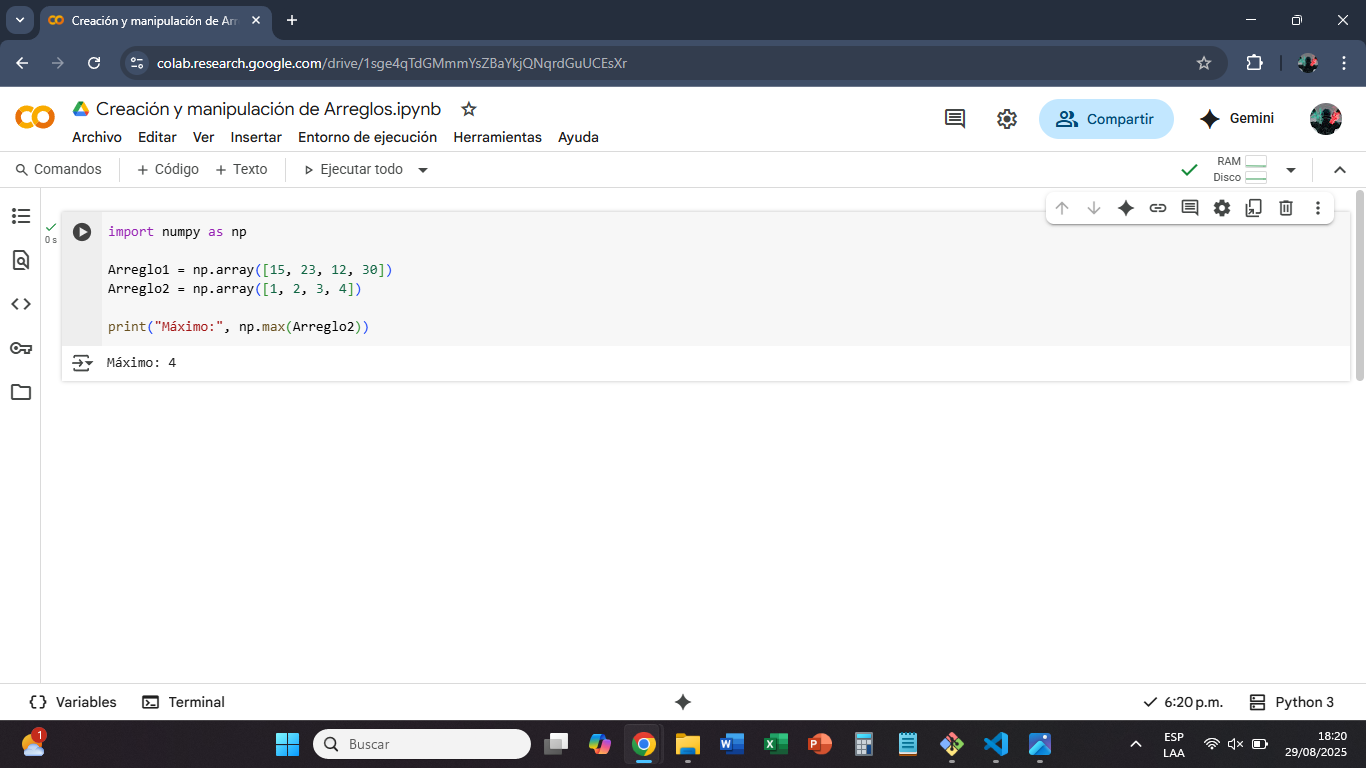 Creación y manipulación de Arr
colab.research.google.com/drive/1sge4qTdGMmmYsZBaYkjQNqrdGuUCEsXr
Creación y manipulación de Arreglos.ipynb
Compartir
Gemini
Archivo Editar Ver Insertar Entorno de ejecución Herramientas Ayuda
Comandos + Código + Texto Ejecutar todo
RAM
Disco
0 s
import numpy as np
Arreglo1 = np.array([15, 23, 12, 30])
Arreglo2 = np.array([1, 2, 3, 4])
print("Máximo:", np.max(Arreglo2))
Máximo: 4
Variables Terminal
6:20 p.m. Python 3
1
Buscar
ESP
LAA
18:20
29/08/2025